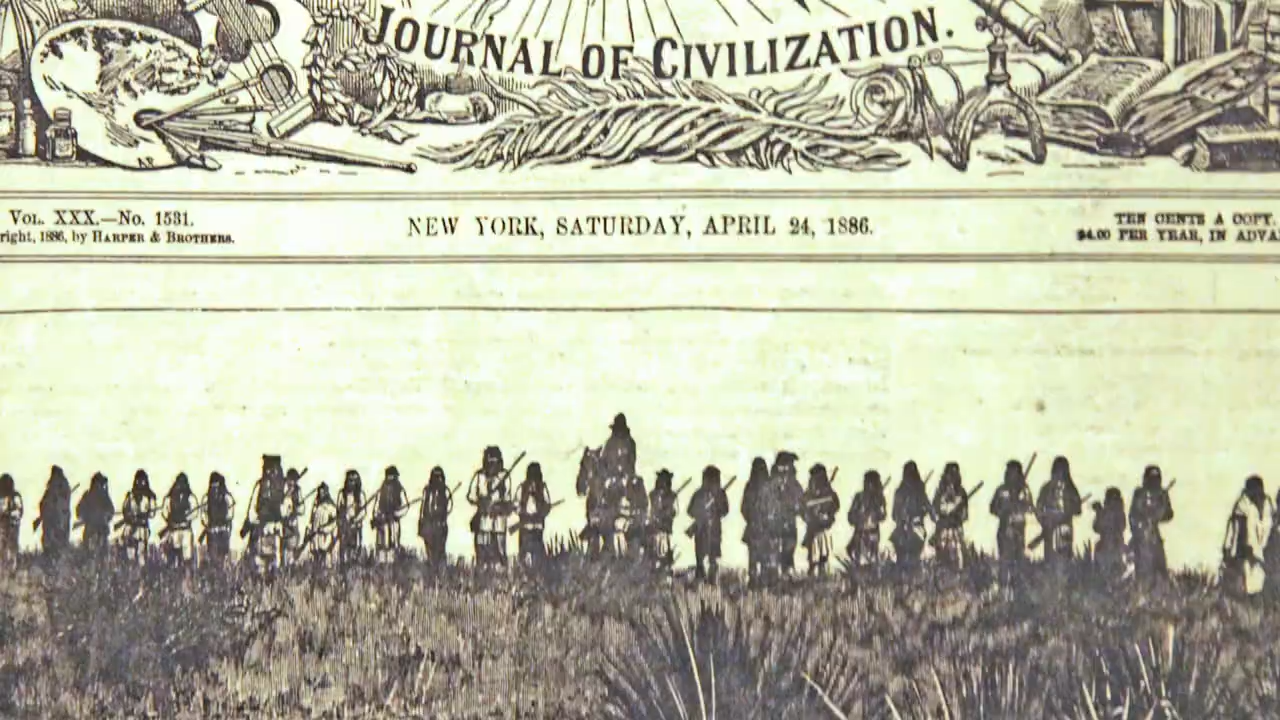 JOURNAL OF CIVILIZATION.
VOL. XXX.—No. 1531.
NEW YORK, SATURDAY, APRIL 24, 1886.
TEN CENTS A COPY.
right, 1886, by HARPER & BROTHERS.
$4.00 PER YEAR, IN ADVA